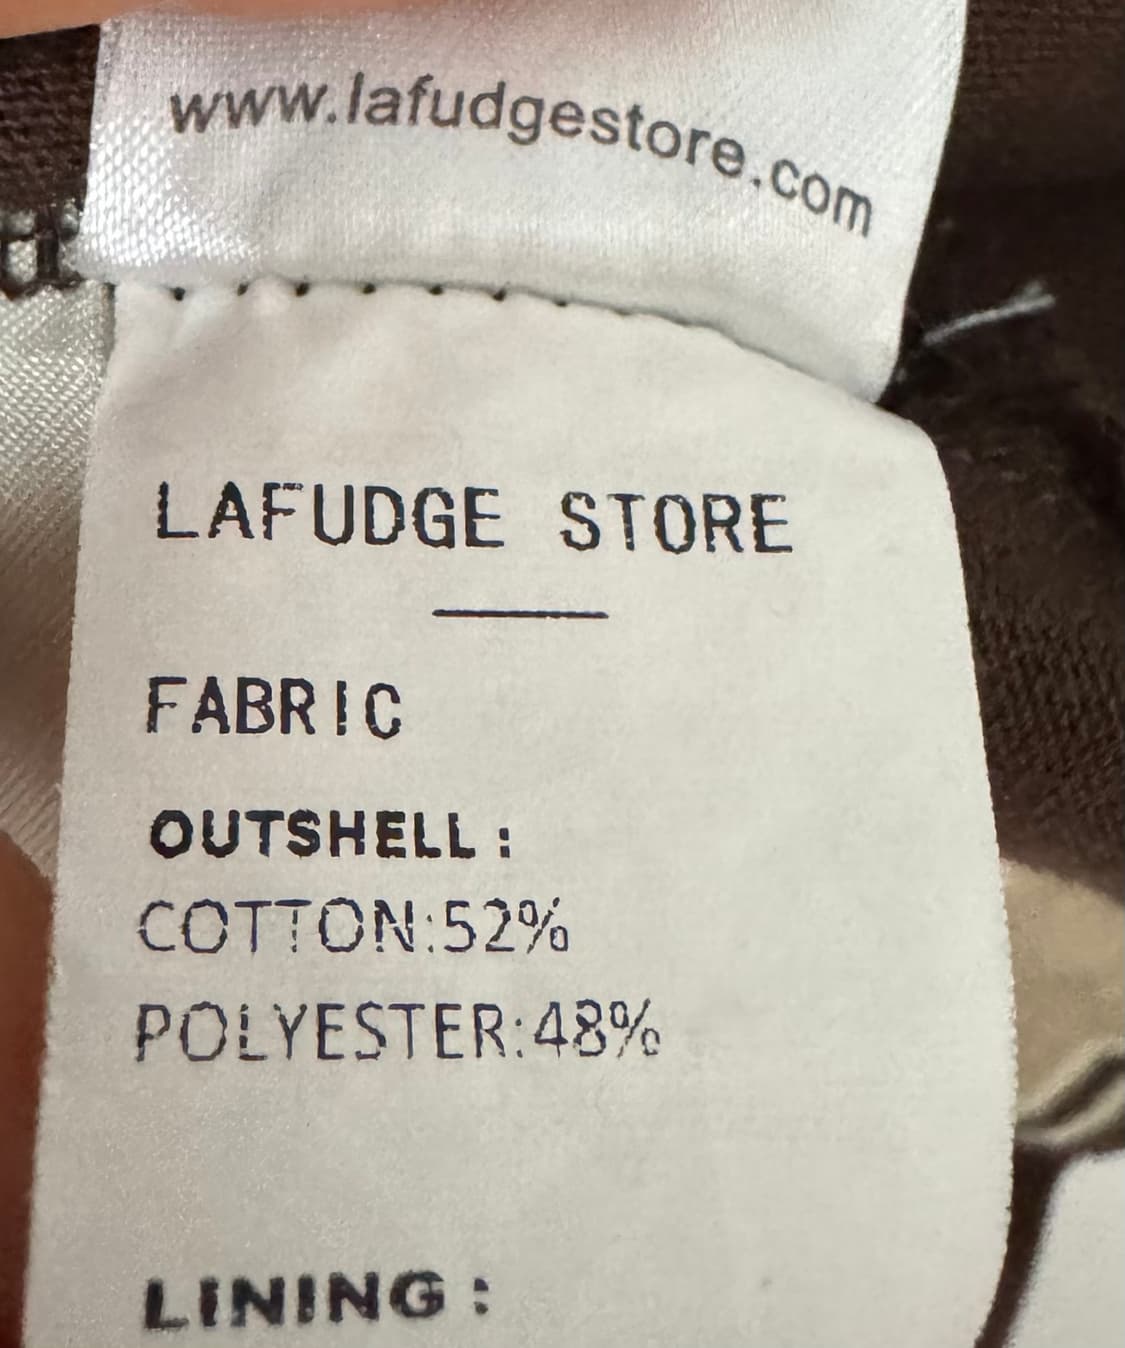 www.lafudgestore.com
LAFUDGE STORE
FABRIC
OUTSHELL:
COTTON:52%
POLYESTER:48%
LINING: